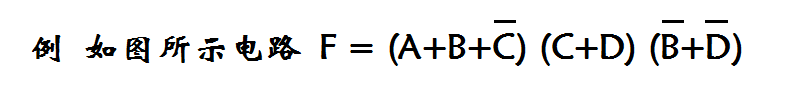 例 如图所示电路 F = (A+B+C̅) (C+D) (B̅+D̅)